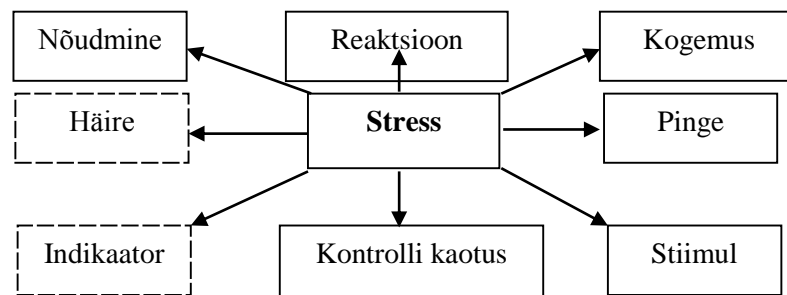 Nõudmine
Reaktsioon
Kogemus
Häire
Stress
Pinge
Indikaator
Kontrolli kaotus
Stiimul